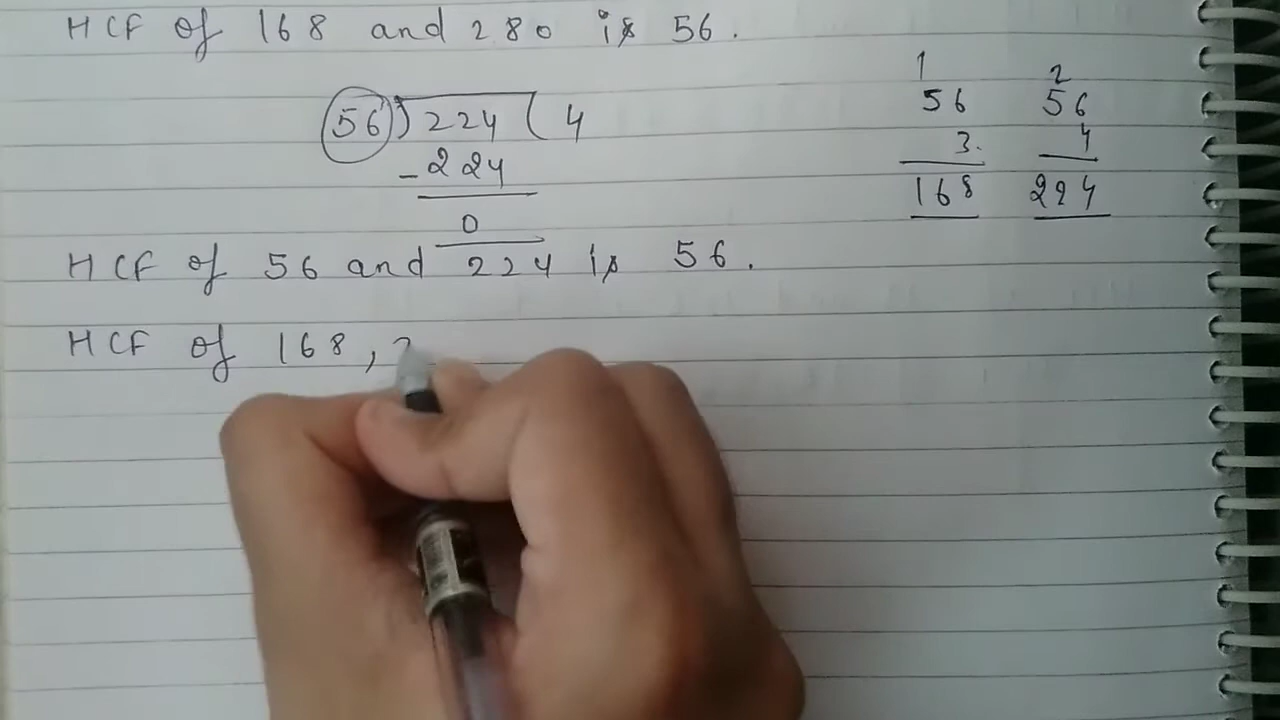 HCF of 168 and 280 is 56.
56) 224 ( 4
-224
0
HCF of 56 and 224 is 56.
HCF of 168, 2
1
56
3.
168
2
56
4
224